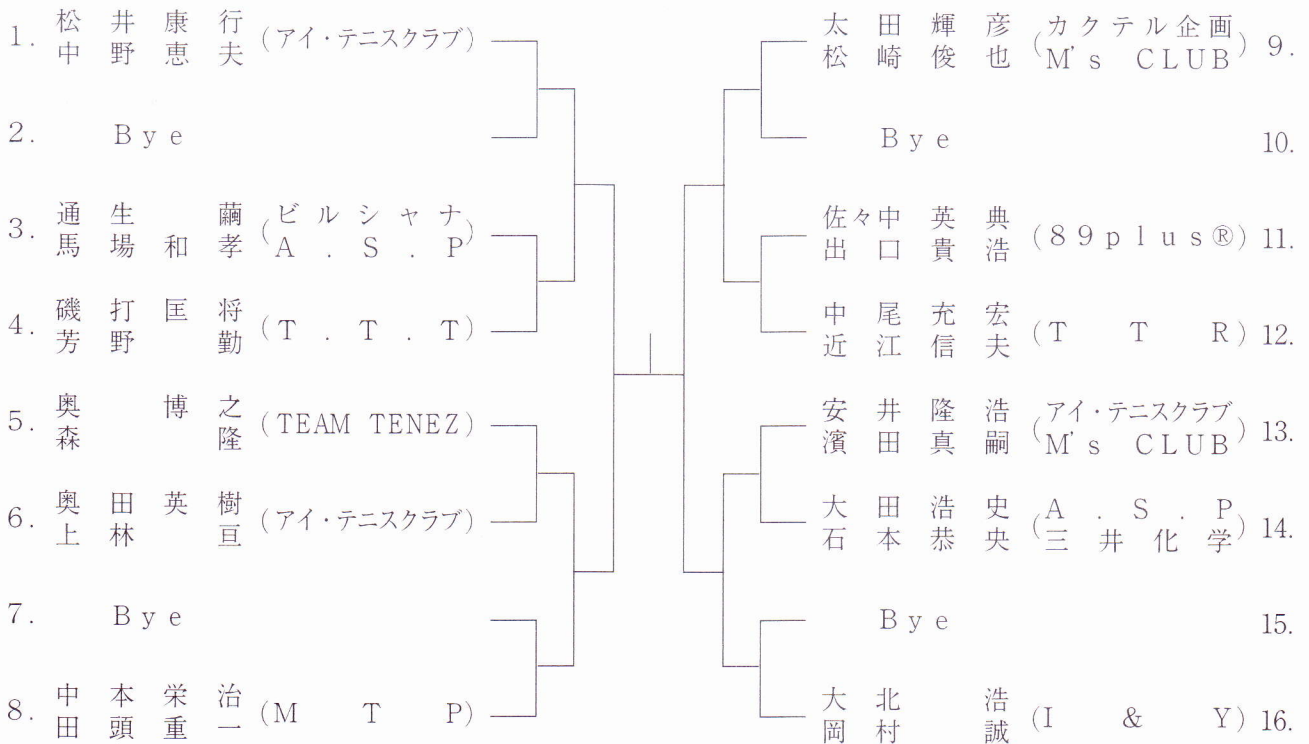 1. 松井康行 (アイ・テニスクラブ)
中野恵夫
2. Bye
3. 通生繭 (ビルシャナ
馬場和孝 A.S.P)
4. 磯打匡将 (T.T.T)
芳野勤
5. 奥博之 (TEAM TENEZ)
森隆
6. 奥田英樹 (アイ・テニスクラブ)
上林亘
7. Bye
8. 中本栄治 (MTP)
田頭重一
太田輝彦 (カクテル企画 9.
松崎俊也 M's CLUB)
Bye 10.
佐々中英典 (89plus®) 11.
出口貴浩
中尾充宏 (TTR) 12.
近江信夫
安井隆浩 (アイ・テニスクラブ 13.
濱田真嗣 M's CLUB)
大田浩史 (A.S.P 14.
石本恭央 三井化学)
Bye 15.
大北浩 (I&Y) 16.
岡村誠